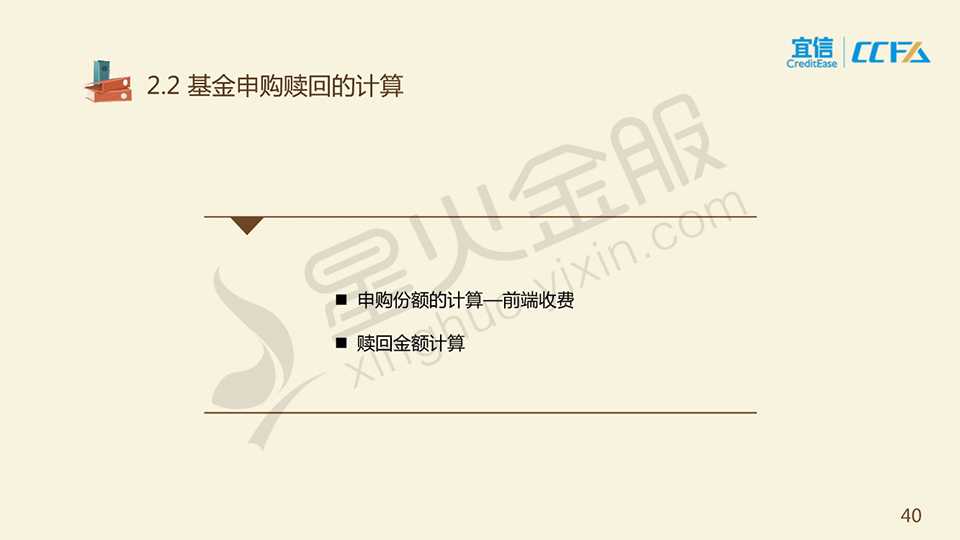 宜信
CreditEase
CCFA
2.2 基金申购赎回的计算
星火金服
xinghuo.yixin.com
■ 申购份额的计算—前端收费
■ 赎回金额计算
40